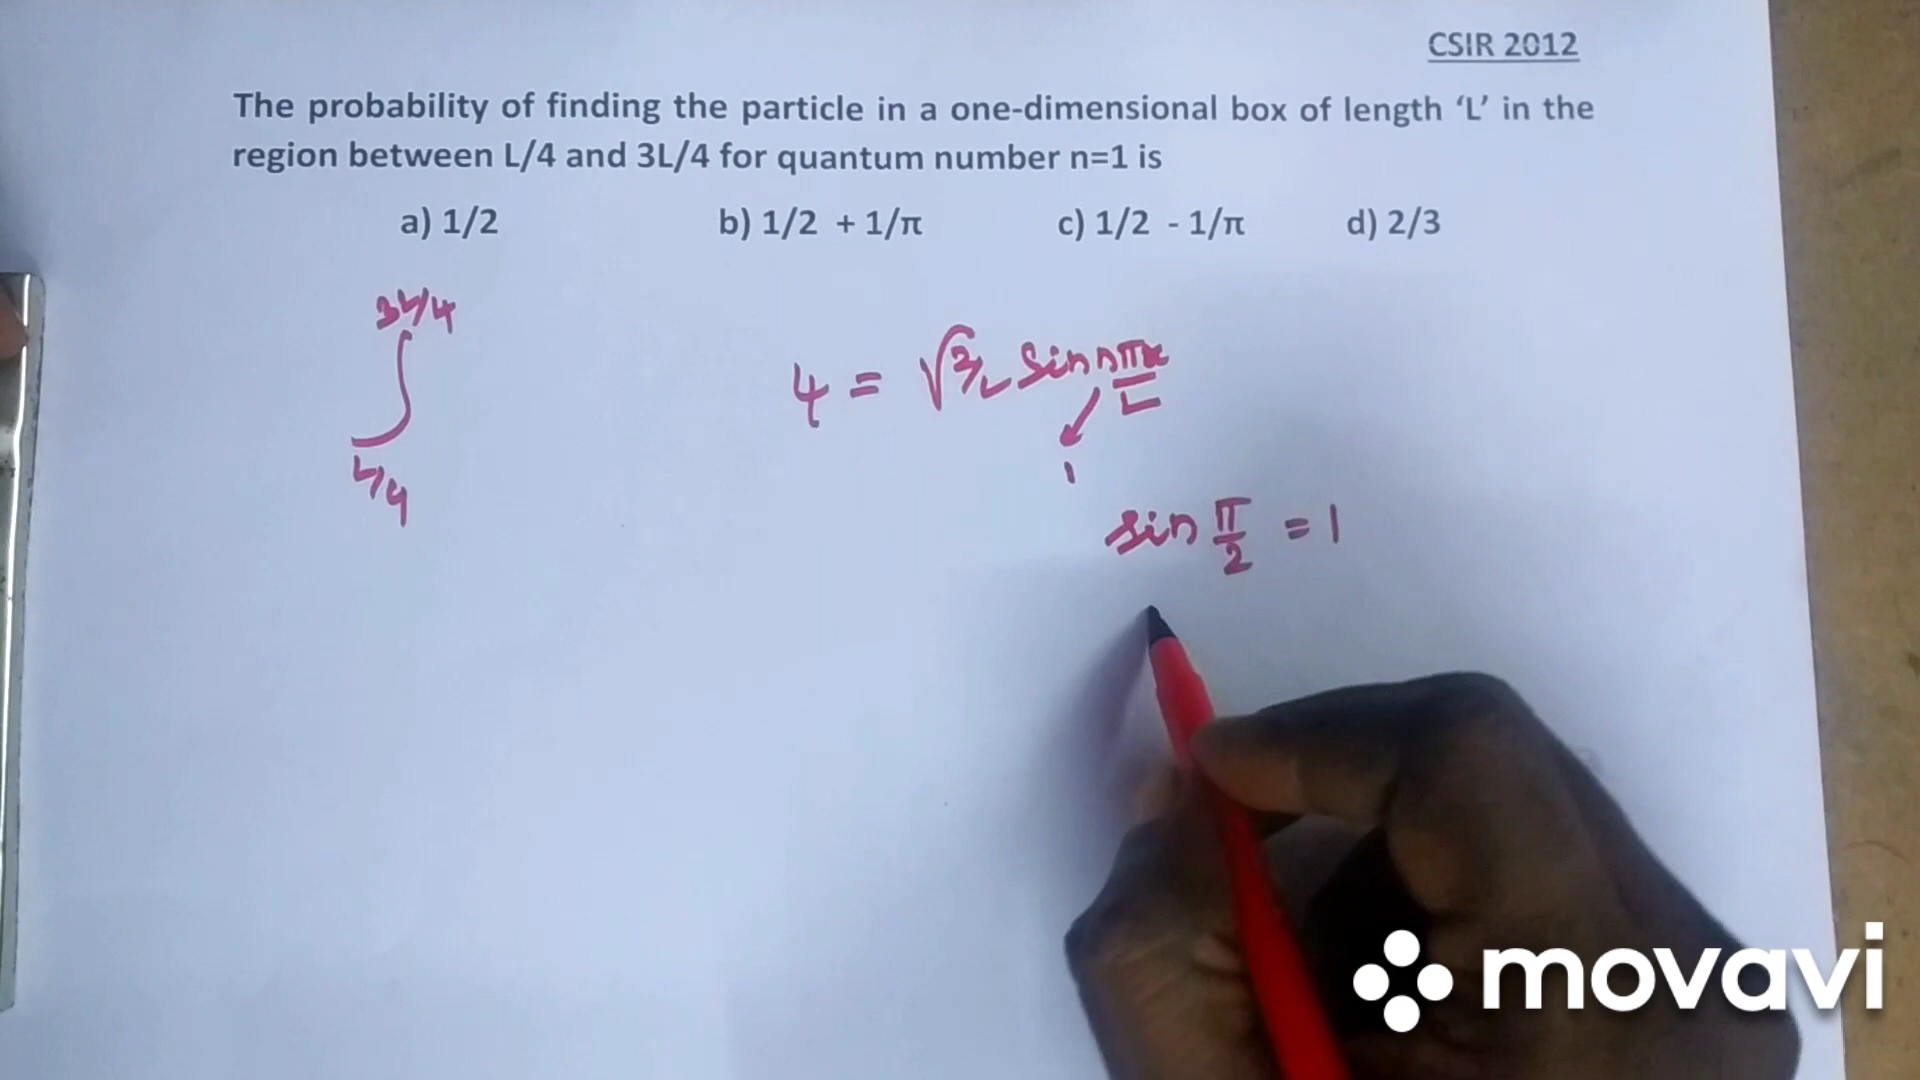 CSIR 2012
The probability of finding the particle in a one-dimensional box of length ‘L’ in the
region between L/4 and 3L/4 for quantum number n=1 is
a) 1/2 b) 1/2 + 1/π c) 1/2 - 1/π d) 2/3
3L/4
∫
L/4
ψ = √2/L sin nπx/L
1
sin π/2 = 1
movavi